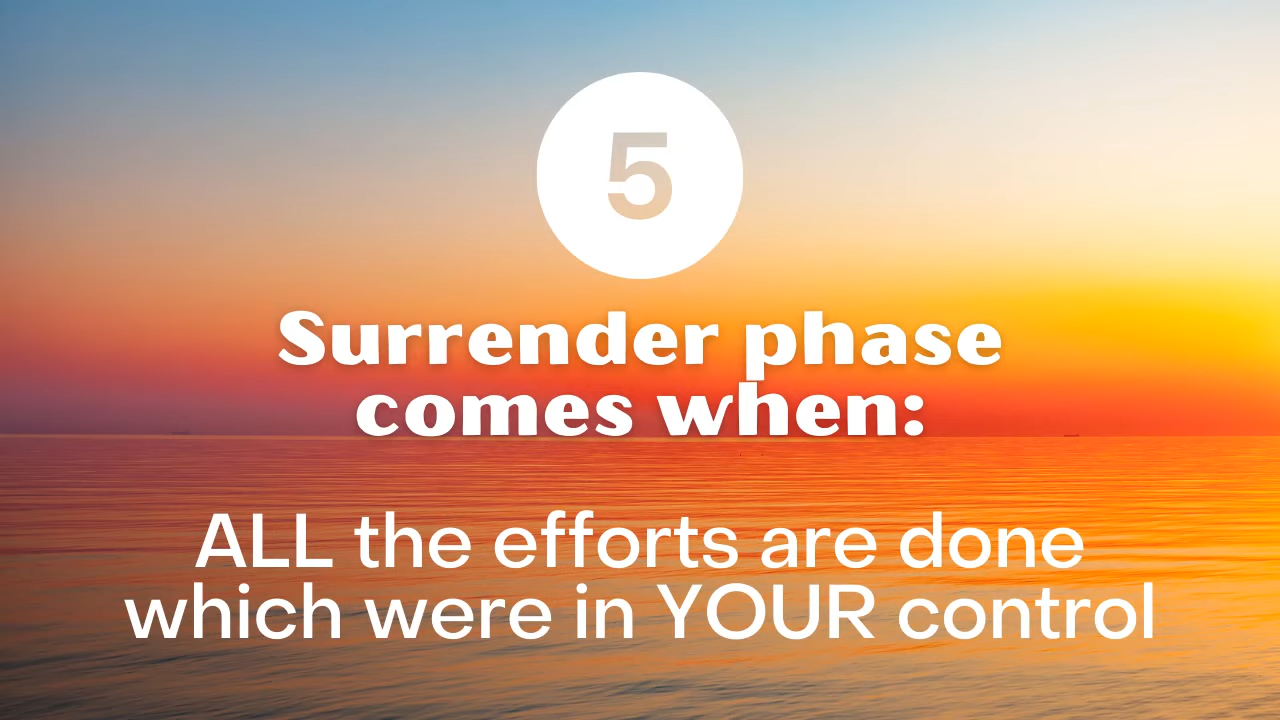 5
Surrender phase
comes when:
ALL the efforts are done
which were in YOUR control